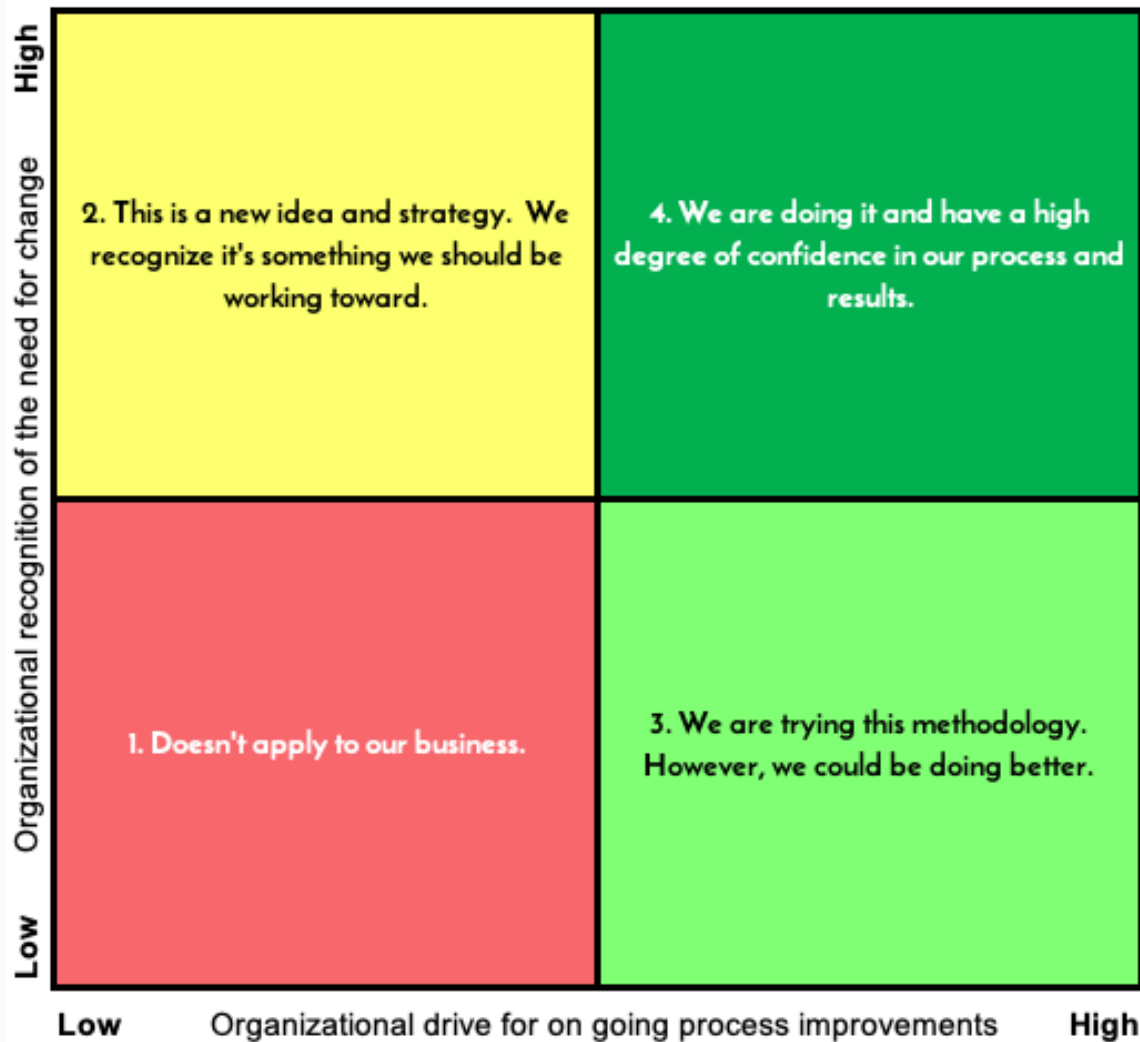 High
Organizational recognition of the need for change
Low
2. This is a new idea and strategy.  We
recognize it's something we should be
working toward.
4. We are doing it and have a high
degree of confidence in our process and
results.
1. Doesn't apply to our business.
3. We are trying this methodology.
However, we could be doing better.
Low Organizational drive for on going process improvements High